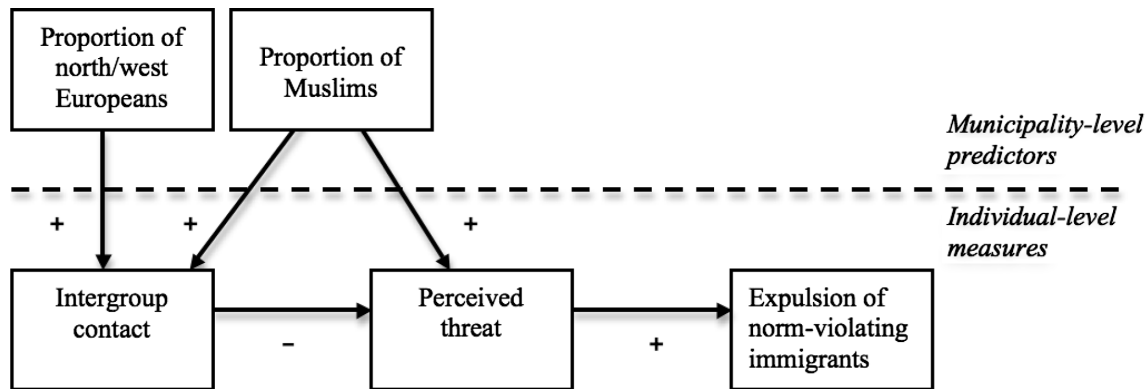 Proportion of
north/west
Europeans
Proportion of
Muslims
Municipality-level
predictors
+
+
+
Individual-level
measures
Intergroup
contact
Perceived
threat
Expulsion of
norm-violating
immigrants
–
+